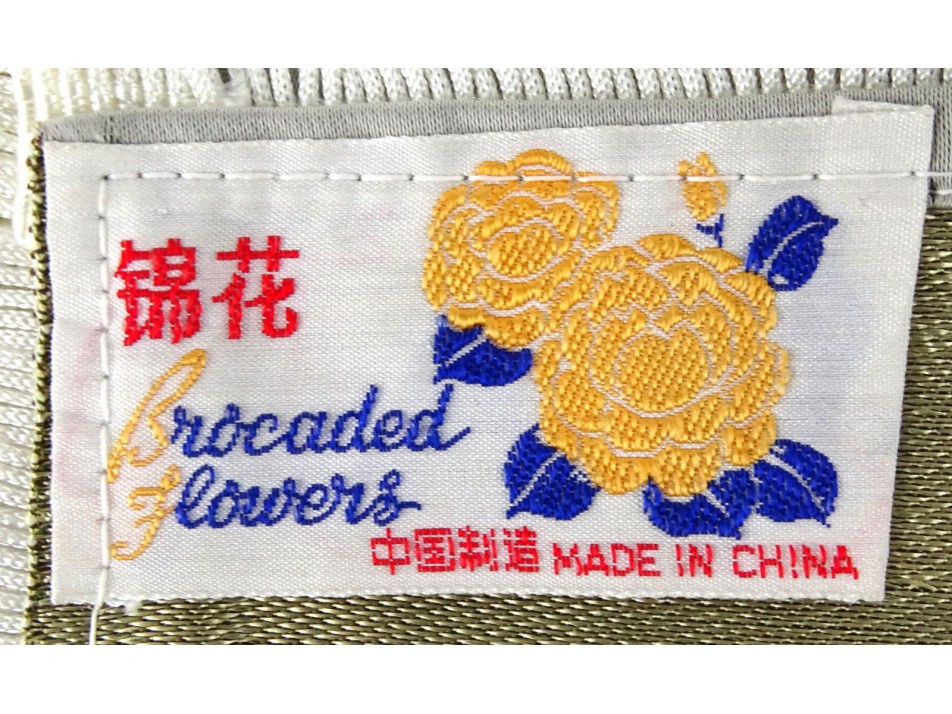 锦花
Brocaded
Flowers
中国制造 MADE IN CHINA